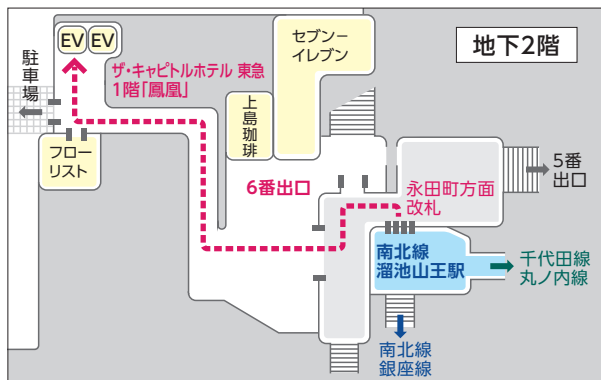 地下2階
EV EV
セブン-
イレブン
駐車場
ザ・キャピトルホテル 東急
1階「鳳凰」
上島珈琲
フロー
リスト
6番出口
永田町方面
改札
5番
出口
南北線
溜池山王駅
千代田線
丸ノ内線
南北線
銀座線